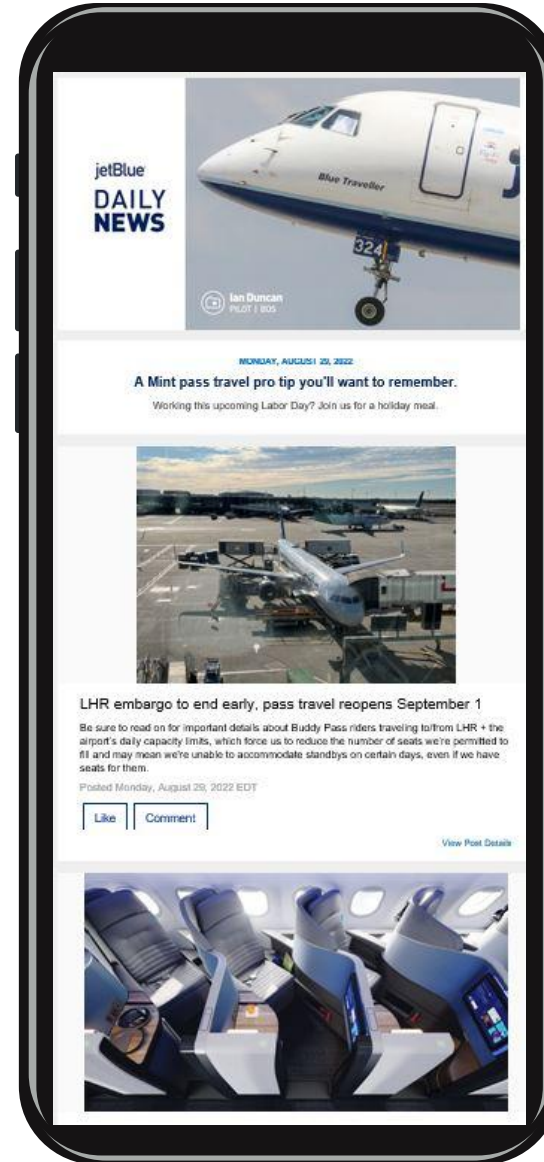 jetBlue
DAILY
NEWS
Blue Traveller
324
Ian Duncan
PILOT | BOS
MONDAY, AUGUST 29, 2022
A Mint pass travel pro tip you'll want to remember.
Working this upcoming Labor Day? Join us for a holiday meal.
LHR embargo to end early, pass travel reopens September 1
Be sure to read on for important details about Buddy Pass riders traveling to/from LHR + the
airport's daily capacity limits, which force us to reduce the number of seats we're permitted to
fill and may mean we're unable to accommodate standbys on certain days, even if we have
seats for them.
Posted Monday, August 29, 2022 EDT
Like
Comment
View Post Details